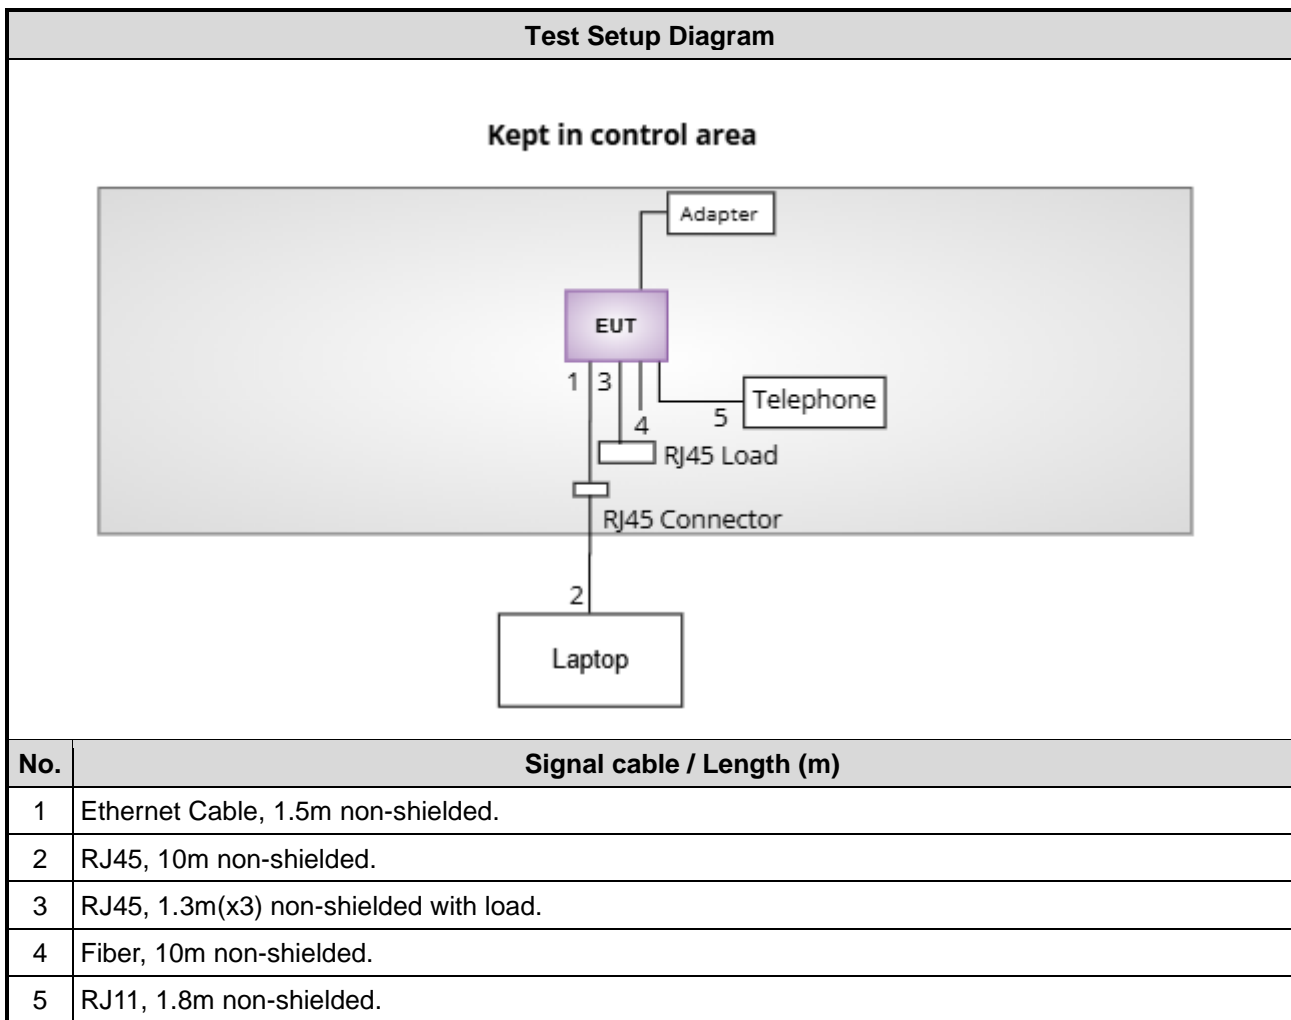 Test Setup Diagram
Kept in control area
Adapter
EUT
1 3
4
5
Telephone
RJ45 Load
RJ45 Connector
2
Laptop
No. Signal cable / Length (m)
1 Ethernet Cable, 1.5m non-shielded.
2 RJ45, 10m non-shielded.
3 RJ45, 1.3m(x3) non-shielded with load.
4 Fiber, 10m non-shielded.
5 RJ11, 1.8m non-shielded.